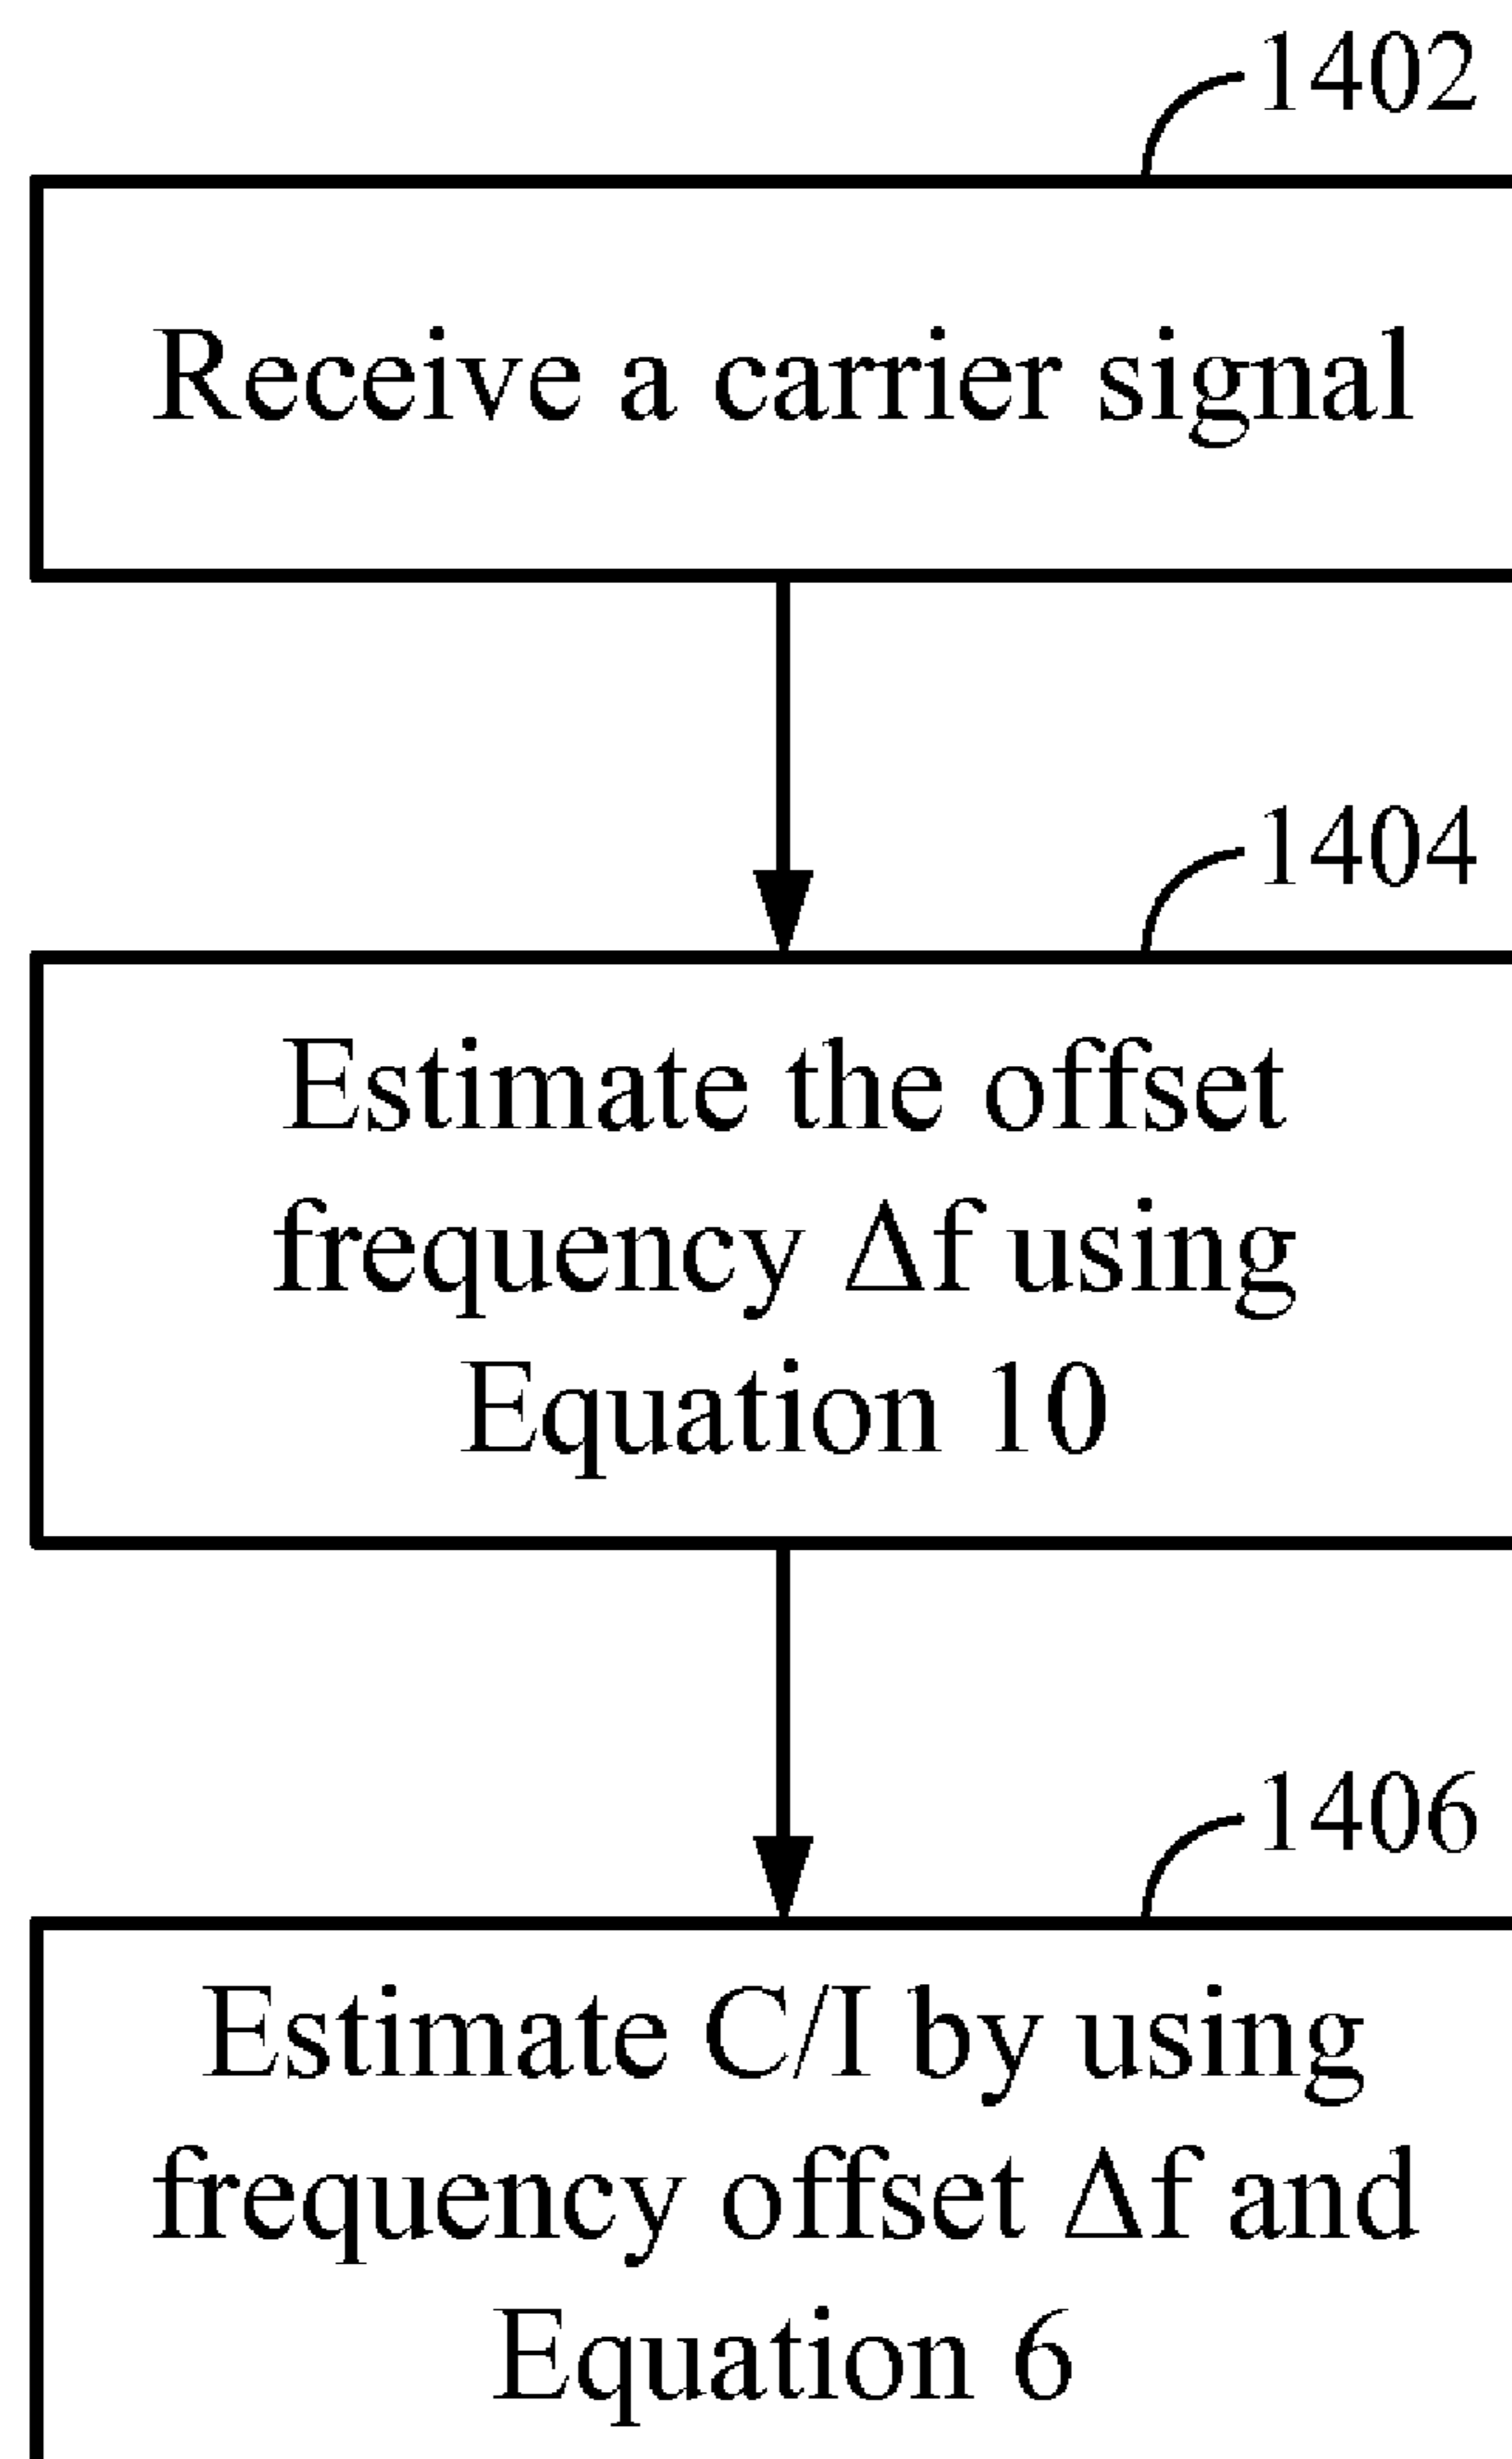 1402
Receive a carrier signal
1404
Estimate the offset
frequency Δf using
Equation 10
1406
Estimate C/I by using
frequency offset Δf and
Equation 6